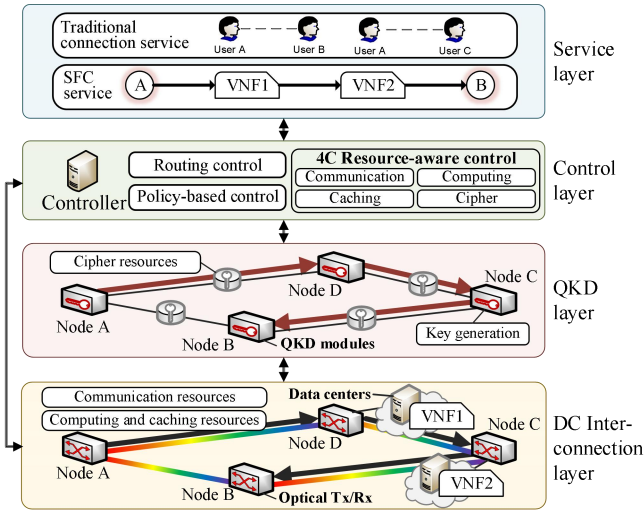 Traditional
connection service
User A
User B
User A
User C
Service
layer
SFC
service
A
VNF1
VNF2
B
Controller
Routing control
Policy-based control
4C Resource-aware control
Communication
Computing
Caching
Cipher
Control
layer
Cipher resources
Node A
Node D
Node C
Node B
QKD modules
Key generation
QKD
layer
Communication resources
Computing and caching resources
Data centers
VNF1
Node C
Node A
Node D
Node B
Optical Tx/Rx
VNF2
DC Inter-
connection
layer